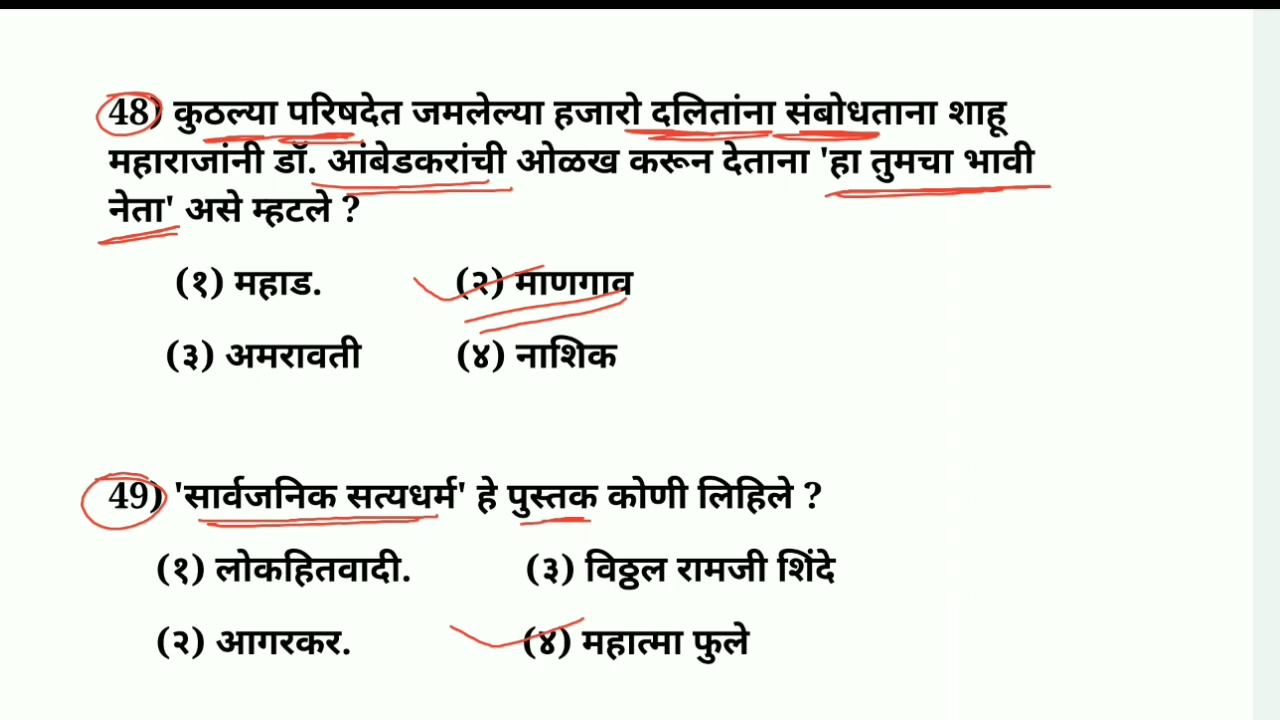 48) कुठल्या परिषदेत जमलेल्या हजारो दलितांना संबोधताना शाहू
महाराजांनी डॉ. आंबेडकरांची ओळख करून देताना 'हा तुमचा भावी
नेता' असे म्हटले ?
(१) महाड. (२) माणगाव
(३) अमरावती (४) नाशिक
49) 'सार्वजनिक सत्यधर्म' हे पुस्तक कोणी लिहिले ?
(१) लोकहितवादी. (३) विठ्ठल रामजी शिंदे
(२) आगरकर. (४) महात्मा फुले